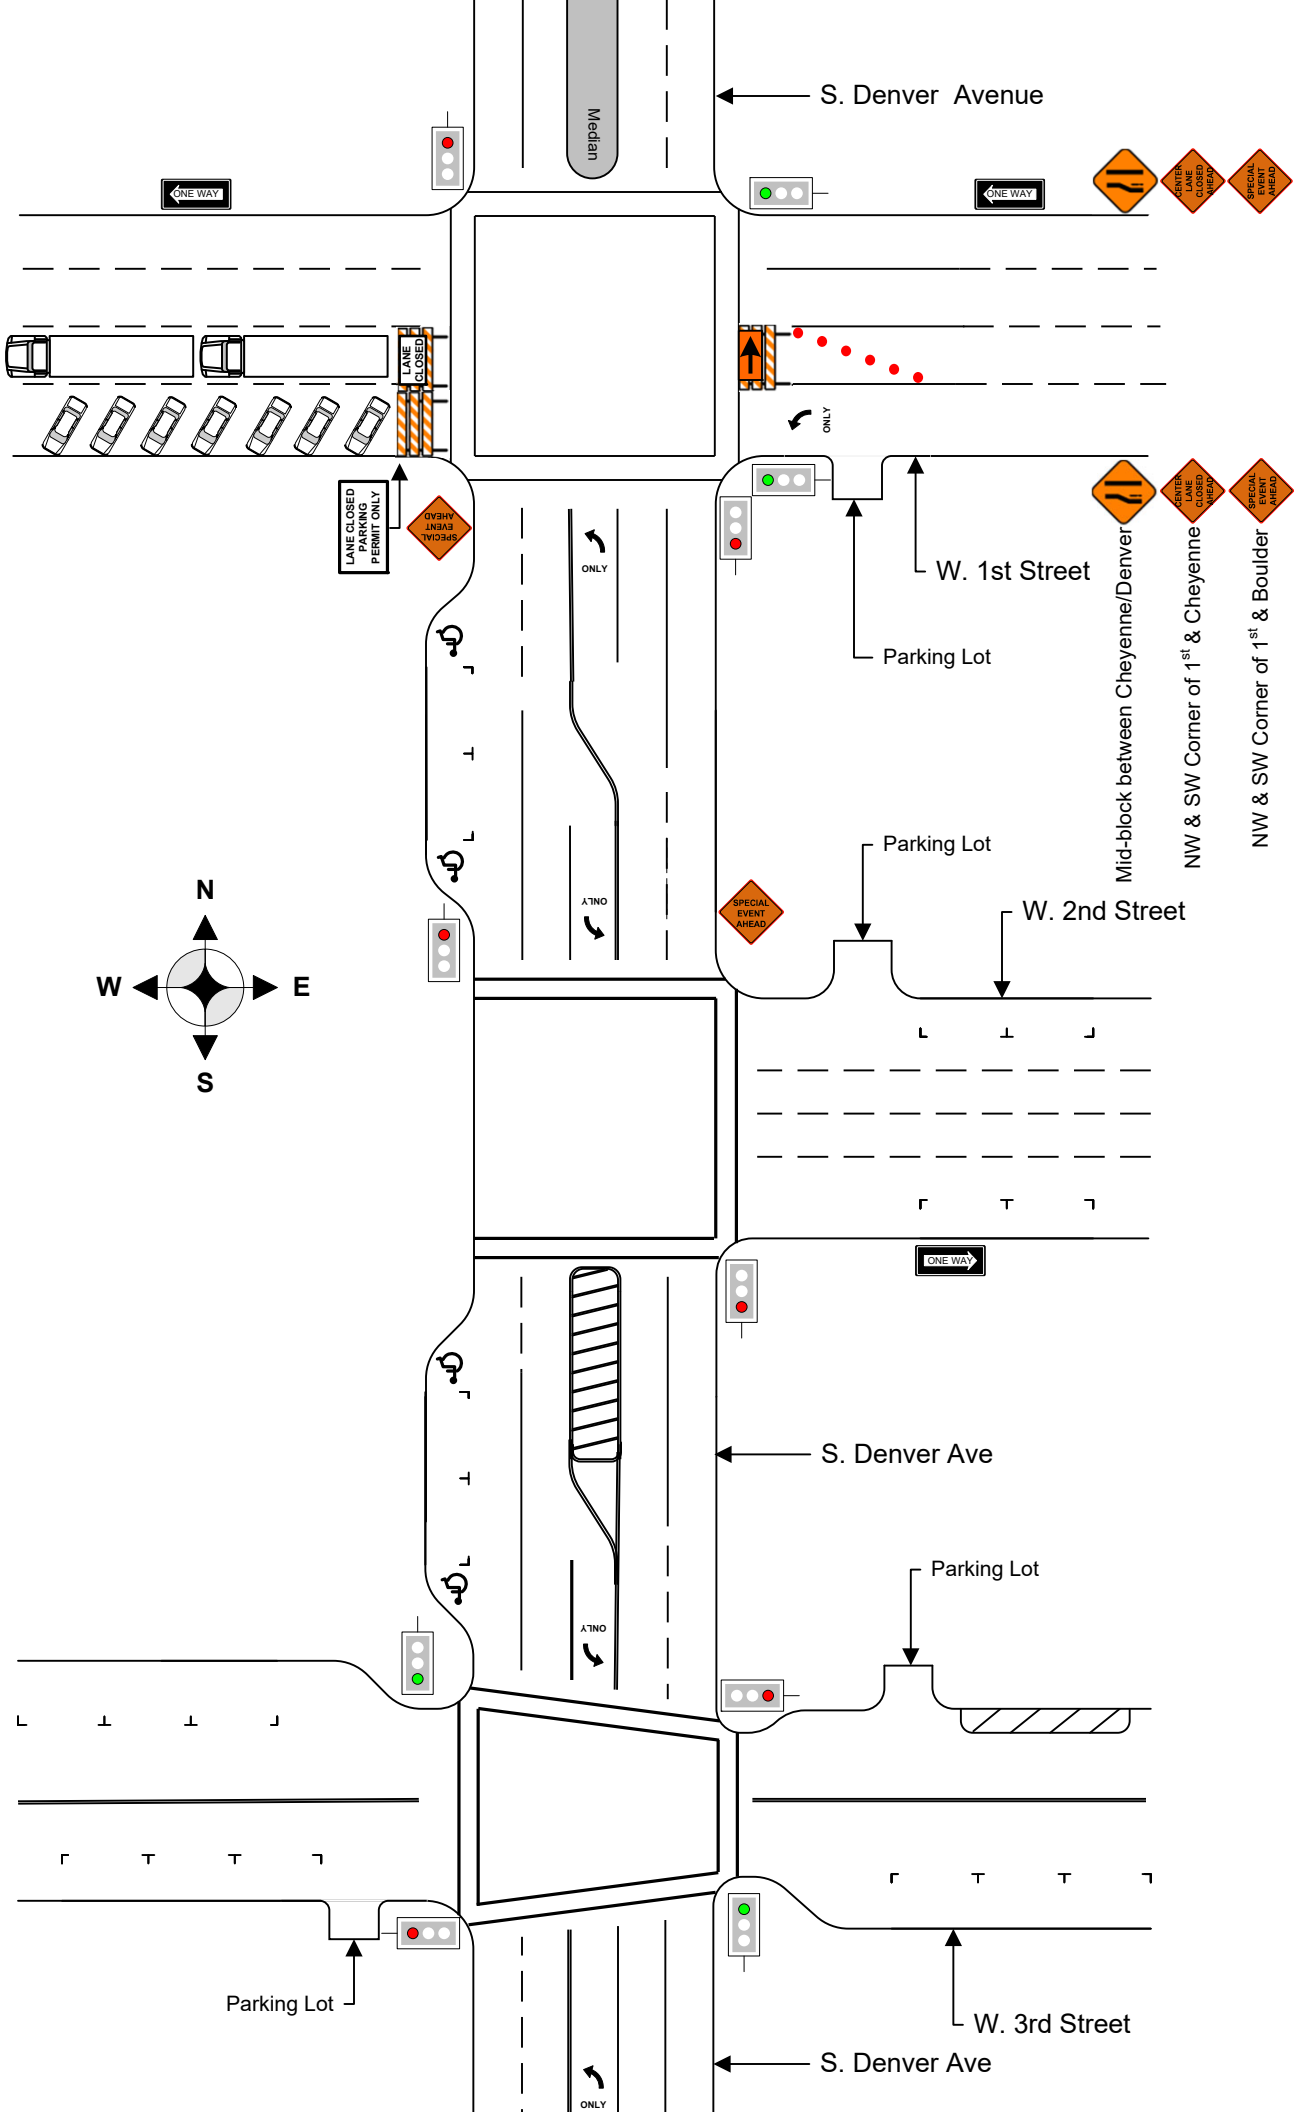 S. Denver Avenue
Median
ONE WAY
ONE WAY
CENTER
LANE
CLOSED
AHEAD
SPECIAL
EVENT
AHEAD
LANE
CLOSED
ONLY
LANE CLOSED
PARKING
PERMIT ONLY
SPECIAL
EVENT
AHEAD
ONLY
CENTER
LANE
CLOSED
AHEAD
SPECIAL
EVENT
AHEAD
W. 1st Street
Parking Lot
Mid-block between Cheyenne/Denver
NW & SW Corner of 1st & Cheyenne
NW & SW Corner of 1st & Boulder
Parking Lot
N
W
E
S
ONLY
SPECIAL
EVENT
AHEAD
W. 2nd Street
ONE WAY
S. Denver Ave
Parking Lot
ONLY
Parking Lot
W. 3rd Street
S. Denver Ave
ONLY